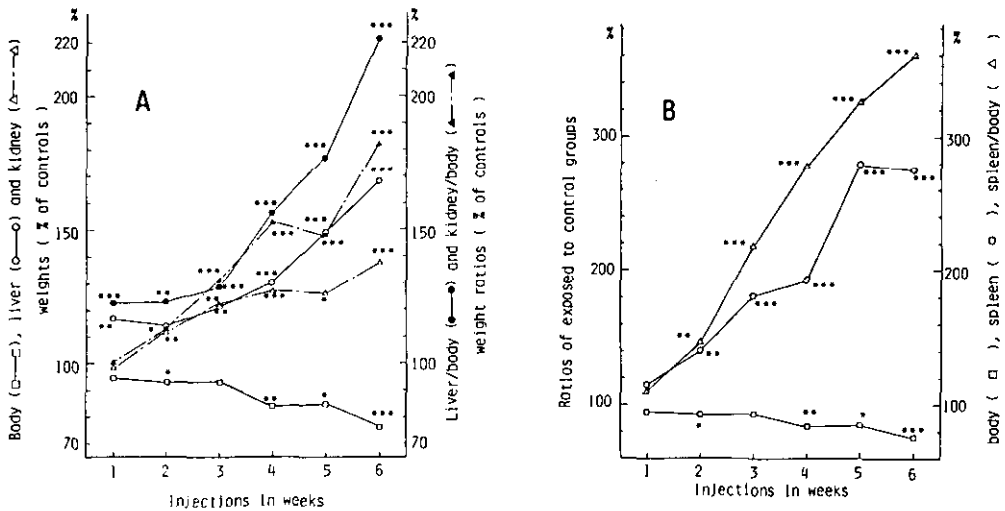 %
%
220
220
200
200
A
150
150
100
100
70
70
1 2 3 4 5 6
Injections In weeks
Body (□—□), liver (○—○) and kidney (△—·—△)
weights ( % of controls)
Liver/body (●—●) and kidney/body (▲—·—▲)
weight ratios ( % of controls)
%
%
B
300
300
200
200
100
100
1 2 3 4 5 6
Injections In weeks
Ratios of exposed to control groups
body ( □ ), spleen ( ○ ), spleen/body ( △ )